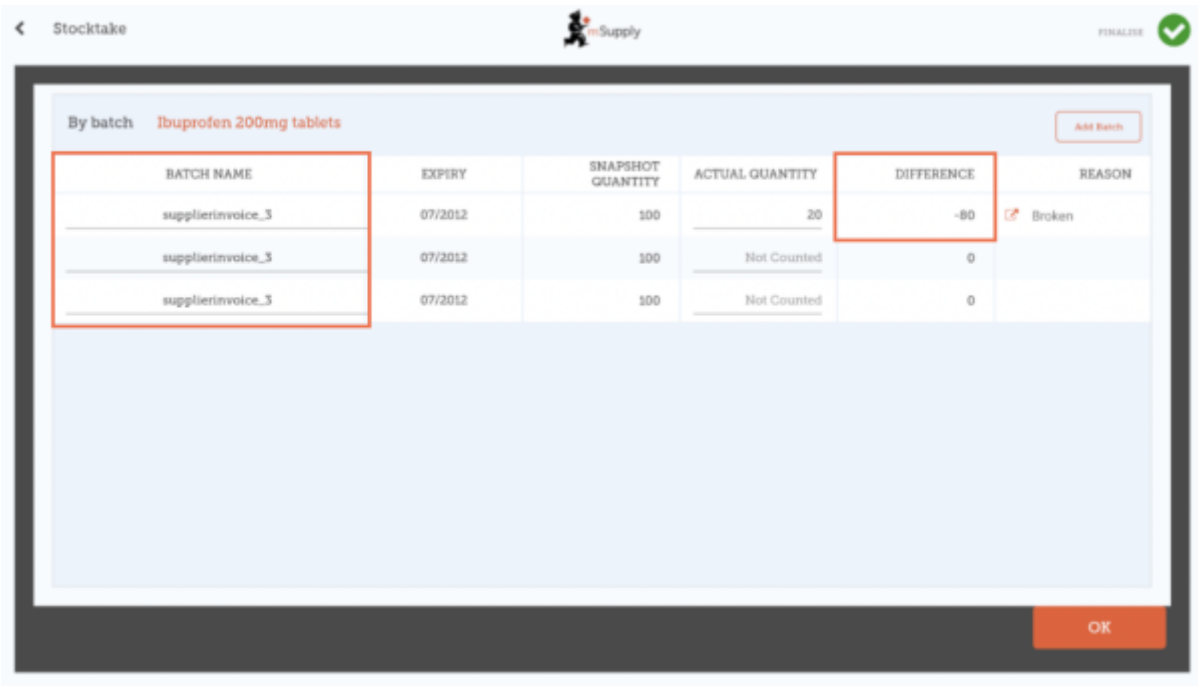 Stocktake
mSupply
FINALISE
By batch Ibuprofen 200mg tablets
Add Batch
BATCH NAME EXPIRY SNAPSHOT QUANTITY ACTUAL QUANTITY DIFFERENCE REASON
supplierinvoice_3 07/2012 100 20 -80 Broken
supplierinvoice_3 07/2012 100 Not Counted 0
supplierinvoice_3 07/2012 100 Not Counted 0
OK